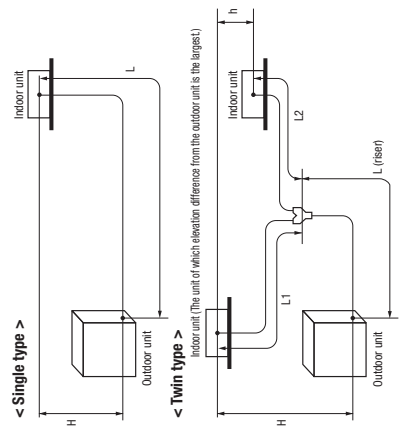 < Single type >
Indoor unit
L
H
Outdoor unit
< Twin type >
Indoor unit (The unit of which elevation difference from the outdoor unit is the largest.)
h
Indoor unit
L1
L2
L (riser)
H
Outdoor unit